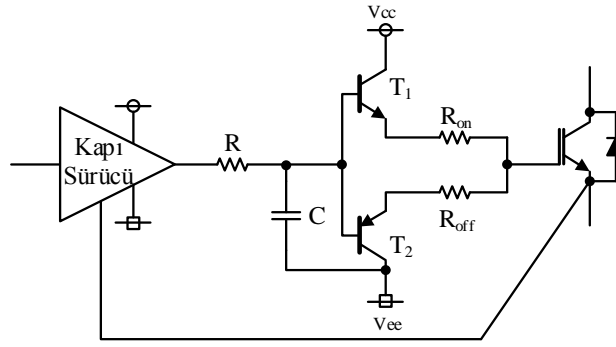 Vcc
T1
Ron
Kapı
Sürücü
R
C
Roff
T2
Vee